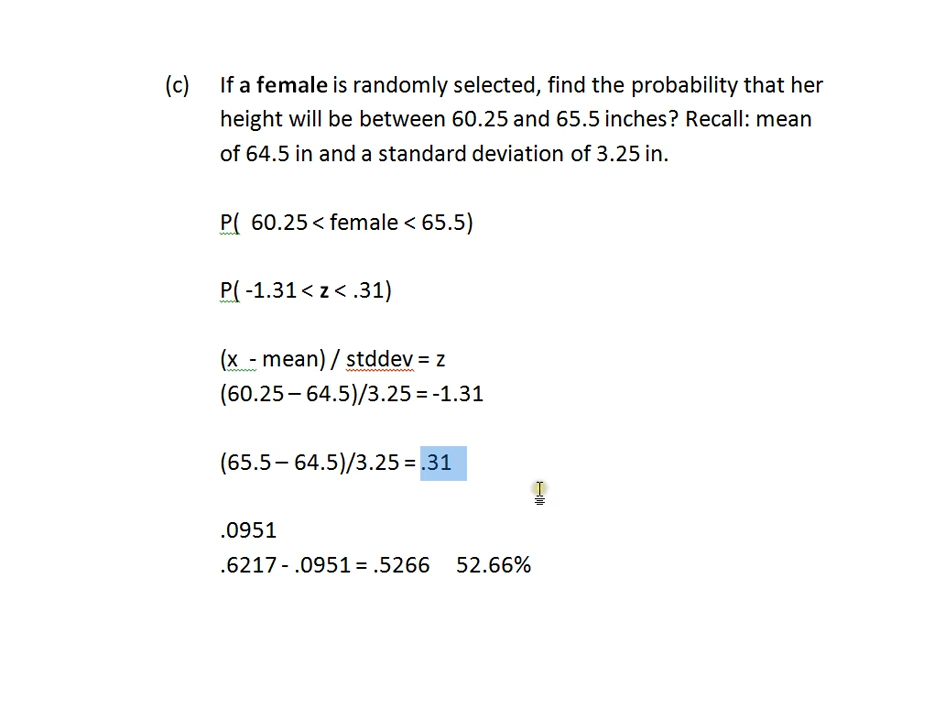 (c) If a female is randomly selected, find the probability that her
height will be between 60.25 and 65.5 inches? Recall: mean
of 64.5 in and a standard deviation of 3.25 in.
P( 60.25 < female < 65.5)
P( -1.31 < z < .31)
(x - mean) / stddev = z
(60.25 – 64.5)/3.25 = -1.31
(65.5 – 64.5)/3.25 = .31
.0951
.6217 - .0951 = .5266 52.66%